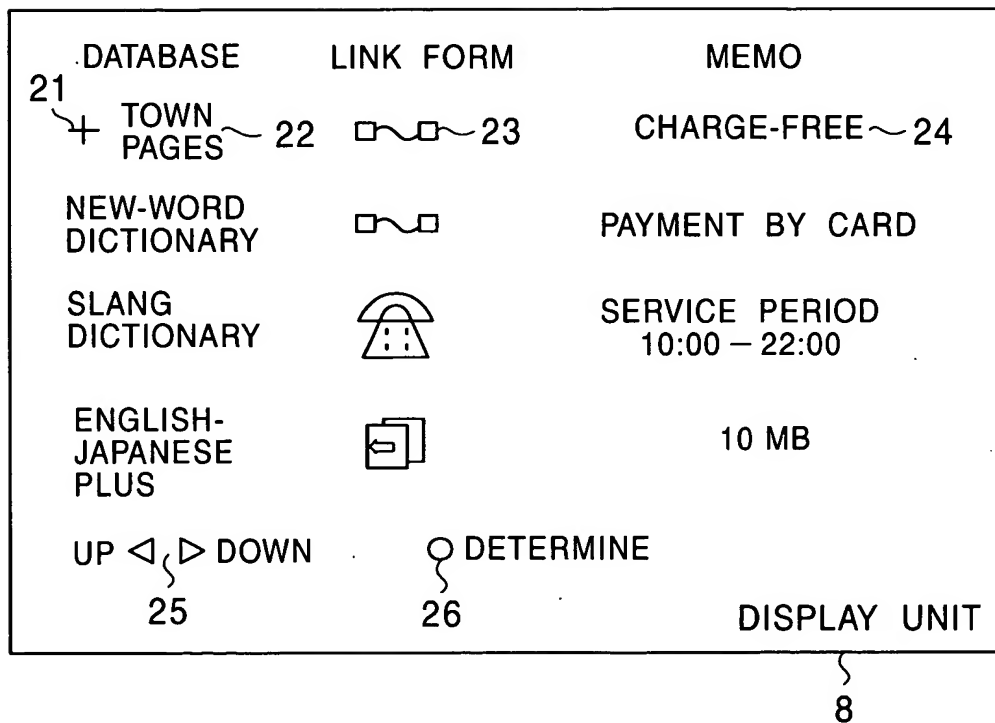 DATABASE LINK FORM MEMO
21 TOWN
PAGES 22 23 CHARGE-FREE 24
NEW-WORD
DICTIONARY PAYMENT BY CARD
SLANG
DICTIONARY SERVICE PERIOD
10:00 – 22:00
ENGLISH-
JAPANESE
PLUS 10 MB
UP DOWN DETERMINE
25 26
DISPLAY UNIT
8